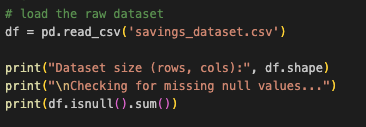 # load the raw dataset
df = pd.read_csv('savings_dataset.csv')
print("Dataset size (rows, cols):", df.shape)
print("\nChecking for missing null values...")
print(df.isnull().sum())